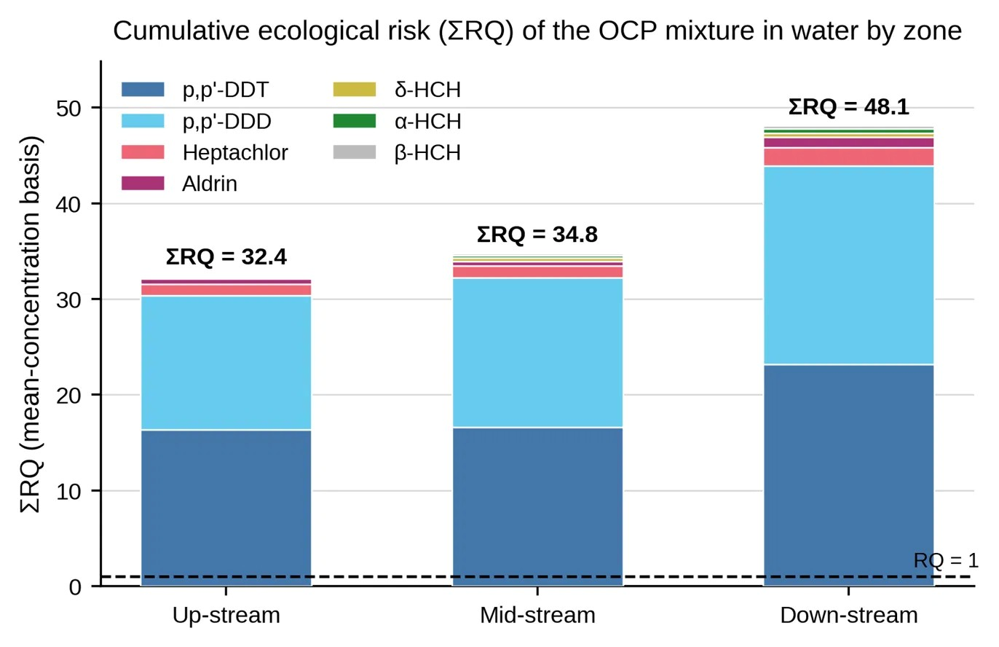 Cumulative ecological risk (ΣRQ) of the OCP mixture in water by zone
ΣRQ (mean-concentration basis)
50
40
30
20
10
0
p,p'-DDT
p,p'-DDD
Heptachlor
Aldrin
δ-HCH
α-HCH
β-HCH
ΣRQ = 32.4
ΣRQ = 34.8
ΣRQ = 48.1
RQ = 1
Up-stream
Mid-stream
Down-stream